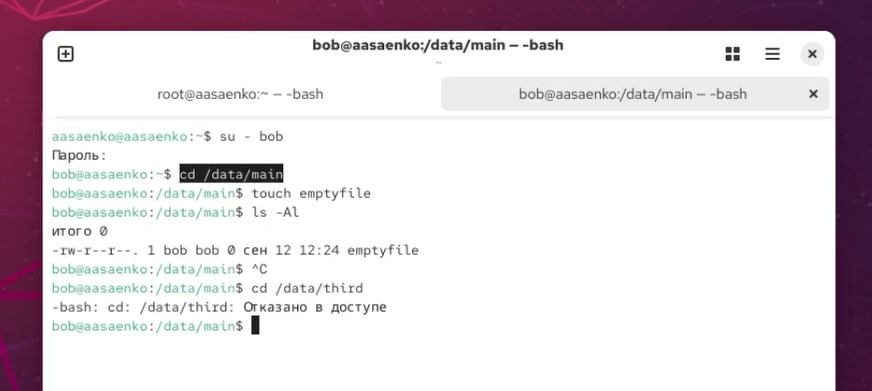 bob@aasaenko:/data/main — -bash
~
root@aasaenko:~ — -bash
bob@aasaenko:/data/main — -bash
aasaenko@aasaenko:~$ su - bob
Пароль:
bob@aasaenko:~$ cd /data/main
bob@aasaenko:/data/main$ touch emptyfile
bob@aasaenko:/data/main$ ls -Al
итого 0
-rw-r--r--. 1 bob bob 0 сен 12 12:24 emptyfile
bob@aasaenko:/data/main$ ^C
bob@aasaenko:/data/main$ cd /data/third
-bash: cd: /data/third: Отказано в доступе
bob@aasaenko:/data/main$